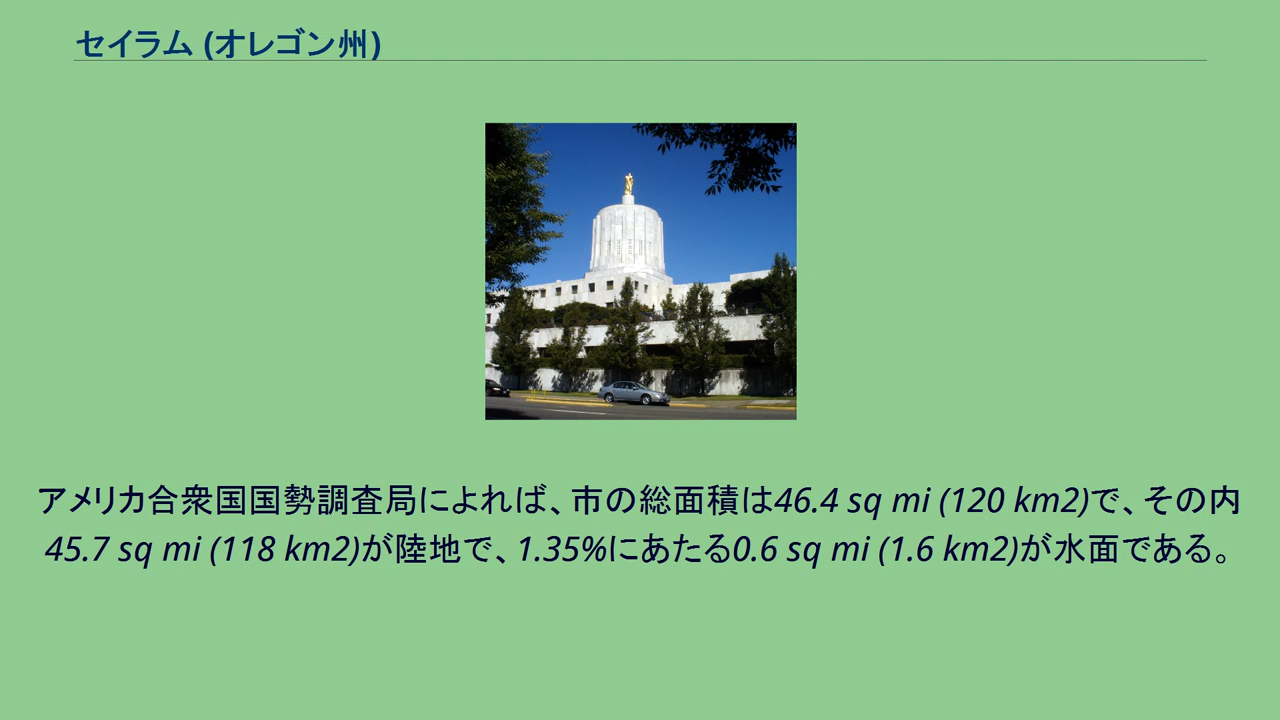 セイラム (オレゴン州)
アメリカ合衆国国勢調査局によれば、市の総面積は46.4 sq mi (120 km2)で、その内
45.7 sq mi (118 km2)が陸地で、1.35%にあたる0.6 sq mi (1.6 km2)が水面である。